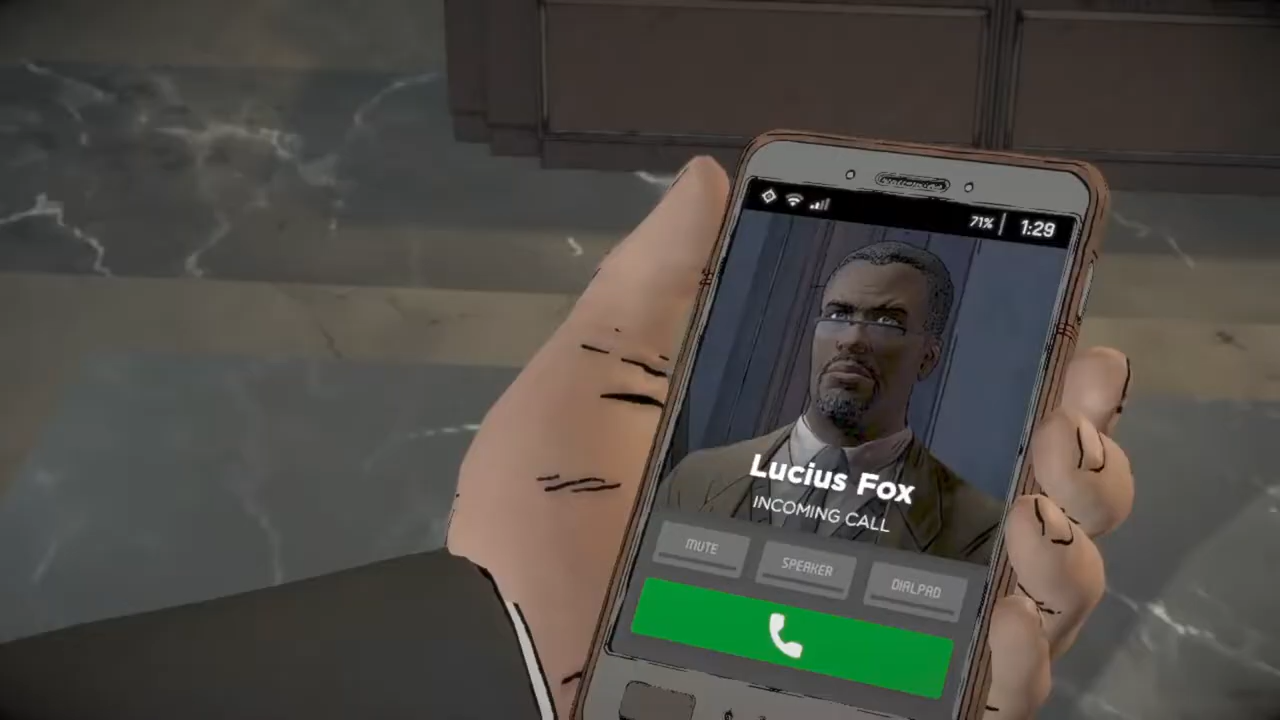 71% 1:29
Lucius Fox
INCOMING CALL
MUTE SPEAKER DIALPAD